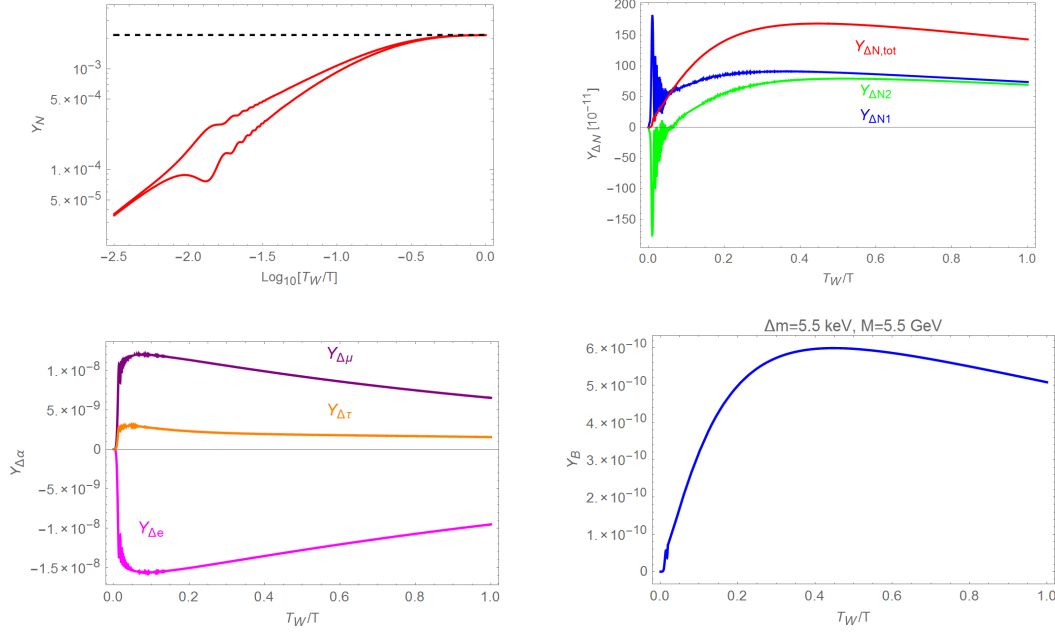 10⁻³
5.×10⁻⁴
1.×10⁻⁴
5.×10⁻⁵
Y_N
-2.5 -2.0 -1.5 -1.0 -0.5 0.0
Log₁₀[T_W/T]
200
150
100
50
0
-50
-100
-150
Y_ΔN [10⁻¹¹]
Y_ΔN,tot
Y_ΔN2
Y_ΔN1
0.0 0.2 0.4 0.6 0.8 1.0
T_W/T
1.×10⁻⁸
5.×10⁻⁹
0
-5.×10⁻⁹
-1.×10⁻⁸
-1.5×10⁻⁸
Y_Δα
Y_Δμ
Y_Δτ
Y_Δe
0.0 0.2 0.4 0.6 0.8 1.0
T_W/T
Δm=5.5 keV, M=5.5 GeV
6.×10⁻¹⁰
5.×10⁻¹⁰
4.×10⁻¹⁰
3.×10⁻¹⁰
2.×10⁻¹⁰
1.×10⁻¹⁰
0
Y_B
0.0 0.2 0.4 0.6 0.8 1.0
T_W/T